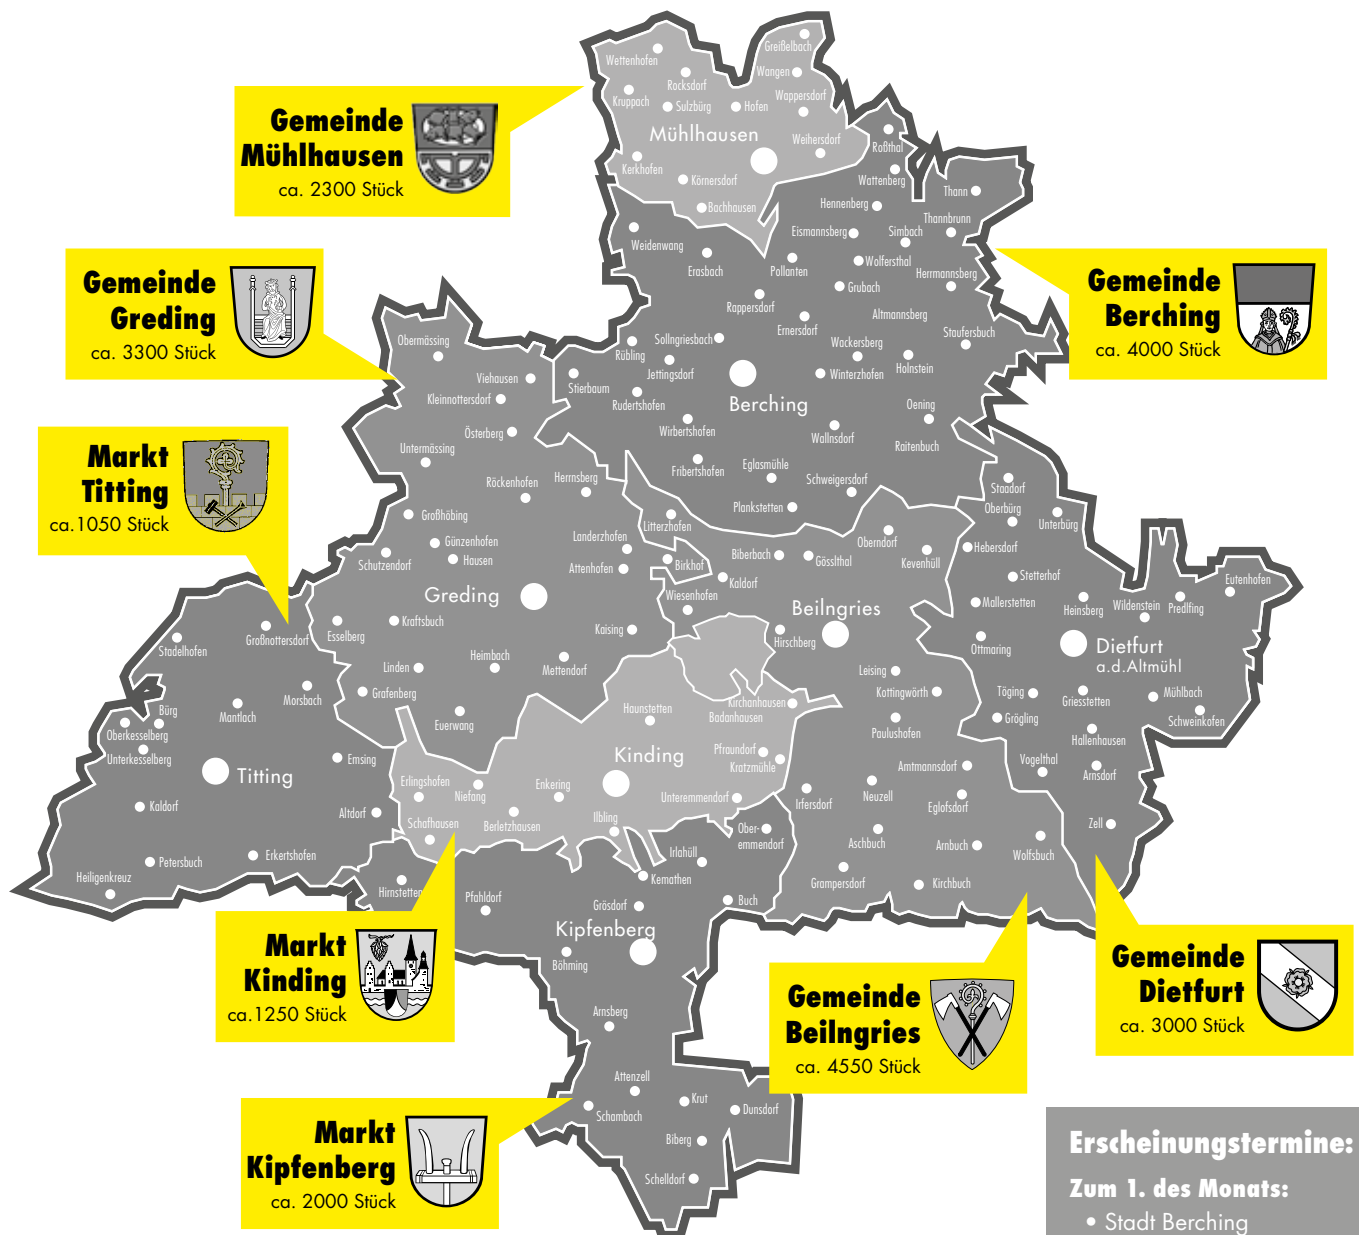 Greißelbach
Wettenhofen
Wangen
Rocksdorf
Kruppach
Wappersdorf
Sulzbürg
Hofen
Mühlhausen
Weihersdorf
Roßthal
Kerkhofen
Körnersdorf
Wattenberg
Thann
Bachhausen
Hennenberg
Thannbrunn
Gemeinde
Mühlhausen
ca. 2300 Stück
Weidenwang
Eismannsberg
Simbach
Erasbach
Pollanten
Wolfersthal
Herrmannsberg
Grubach
Rappersdorf
Altmannsberg
Ernersdorf
Staufersbuch
Sollngriesbach
Wackersberg
Rübling
Holnstein
Jettingsdorf
Winterzhofen
Stierbaum
Rudertshofen
Berching
Oening
Wirbertshofen
Wallnsdorf
Raitenbuch
Fribertshofen
Eglasmühle
Schweigersdorf
Plankstetten
Gemeinde
Berching
ca. 4000 Stück
Gemeinde
Greding
ca. 3300 Stück
Obermässing
Viehausen
Kleinnottersdorf
Österberg
Untermässing
Röckenhofen
Herrnsberg
Großhöbing
Günzenhofen
Landerzhofen
Schutzendorf
Hausen
Attenhofen
Greding
Kraftsbuch
Esselberg
Kaising
Linden
Heimbach
Mettendorf
Grafenberg
Euerwang
Markt
Titting
ca.1050 Stück
Großnottersdorf
Stadelhofen
Morsbach
Mantlach
Bürg
Oberkesselberg
Unterkesselberg
Emsing
Titting
Kaldorf
Altdorf
Petersbuch
Erkertshofen
Heiligenkreuz
Litterzhofen
Birkhof
Biberbach
Gösslthal
Oberndorf
Kevenhüll
Kaldorf
Wiesenhofen
Beilngries
Hirschberg
Leising
Kottingwörth
Paulushofen
Amtmannsdorf
Neuzell
Irfersdorf
Eglofsdorf
Aschbuch
Arnbuch
Wolfsbuch
Grampersdorf
Kirchbuch
Staadorf
Oberbürg
Unterbürg
Hebersdorf
Stetterhof
Eutenhofen
Mallerstetten
Heinsberg
Wildenstein
Predlfing
Ottmaring
Dietfurt
a.d.Altmühl
Töging
Griesstetten
Mühlbach
Grögling
Schweinkofen
Hallenhausen
Vogelthal
Arnsdorf
Zell
Kirchanhausen
Haunstetten
Badanhausen
Kinding
Pfraundorf
Kratzmühle
Erlingshofen
Niefang
Enkering
Unteremmendorf
Schafhausen
Berletzhausen
Ilbling
Ober-
emmendorf
Irlahüll
Hirnstetten
Pfahldorf
Kemathen
Grösdorf
Buch
Kipfenberg
Böhming
Arnsberg
Attenzell
Schambach
Krut
Dunsdorf
Biberg
Schelldorf
Markt
Kinding
ca.1250 Stück
Gemeinde
Beilngries
ca. 4550 Stück
Gemeinde
Dietfurt
ca. 3000 Stück
Markt
Kipfenberg
ca. 2000 Stück
Erscheinungstermine:
Zum 1. des Monats:
• Stadt Berching